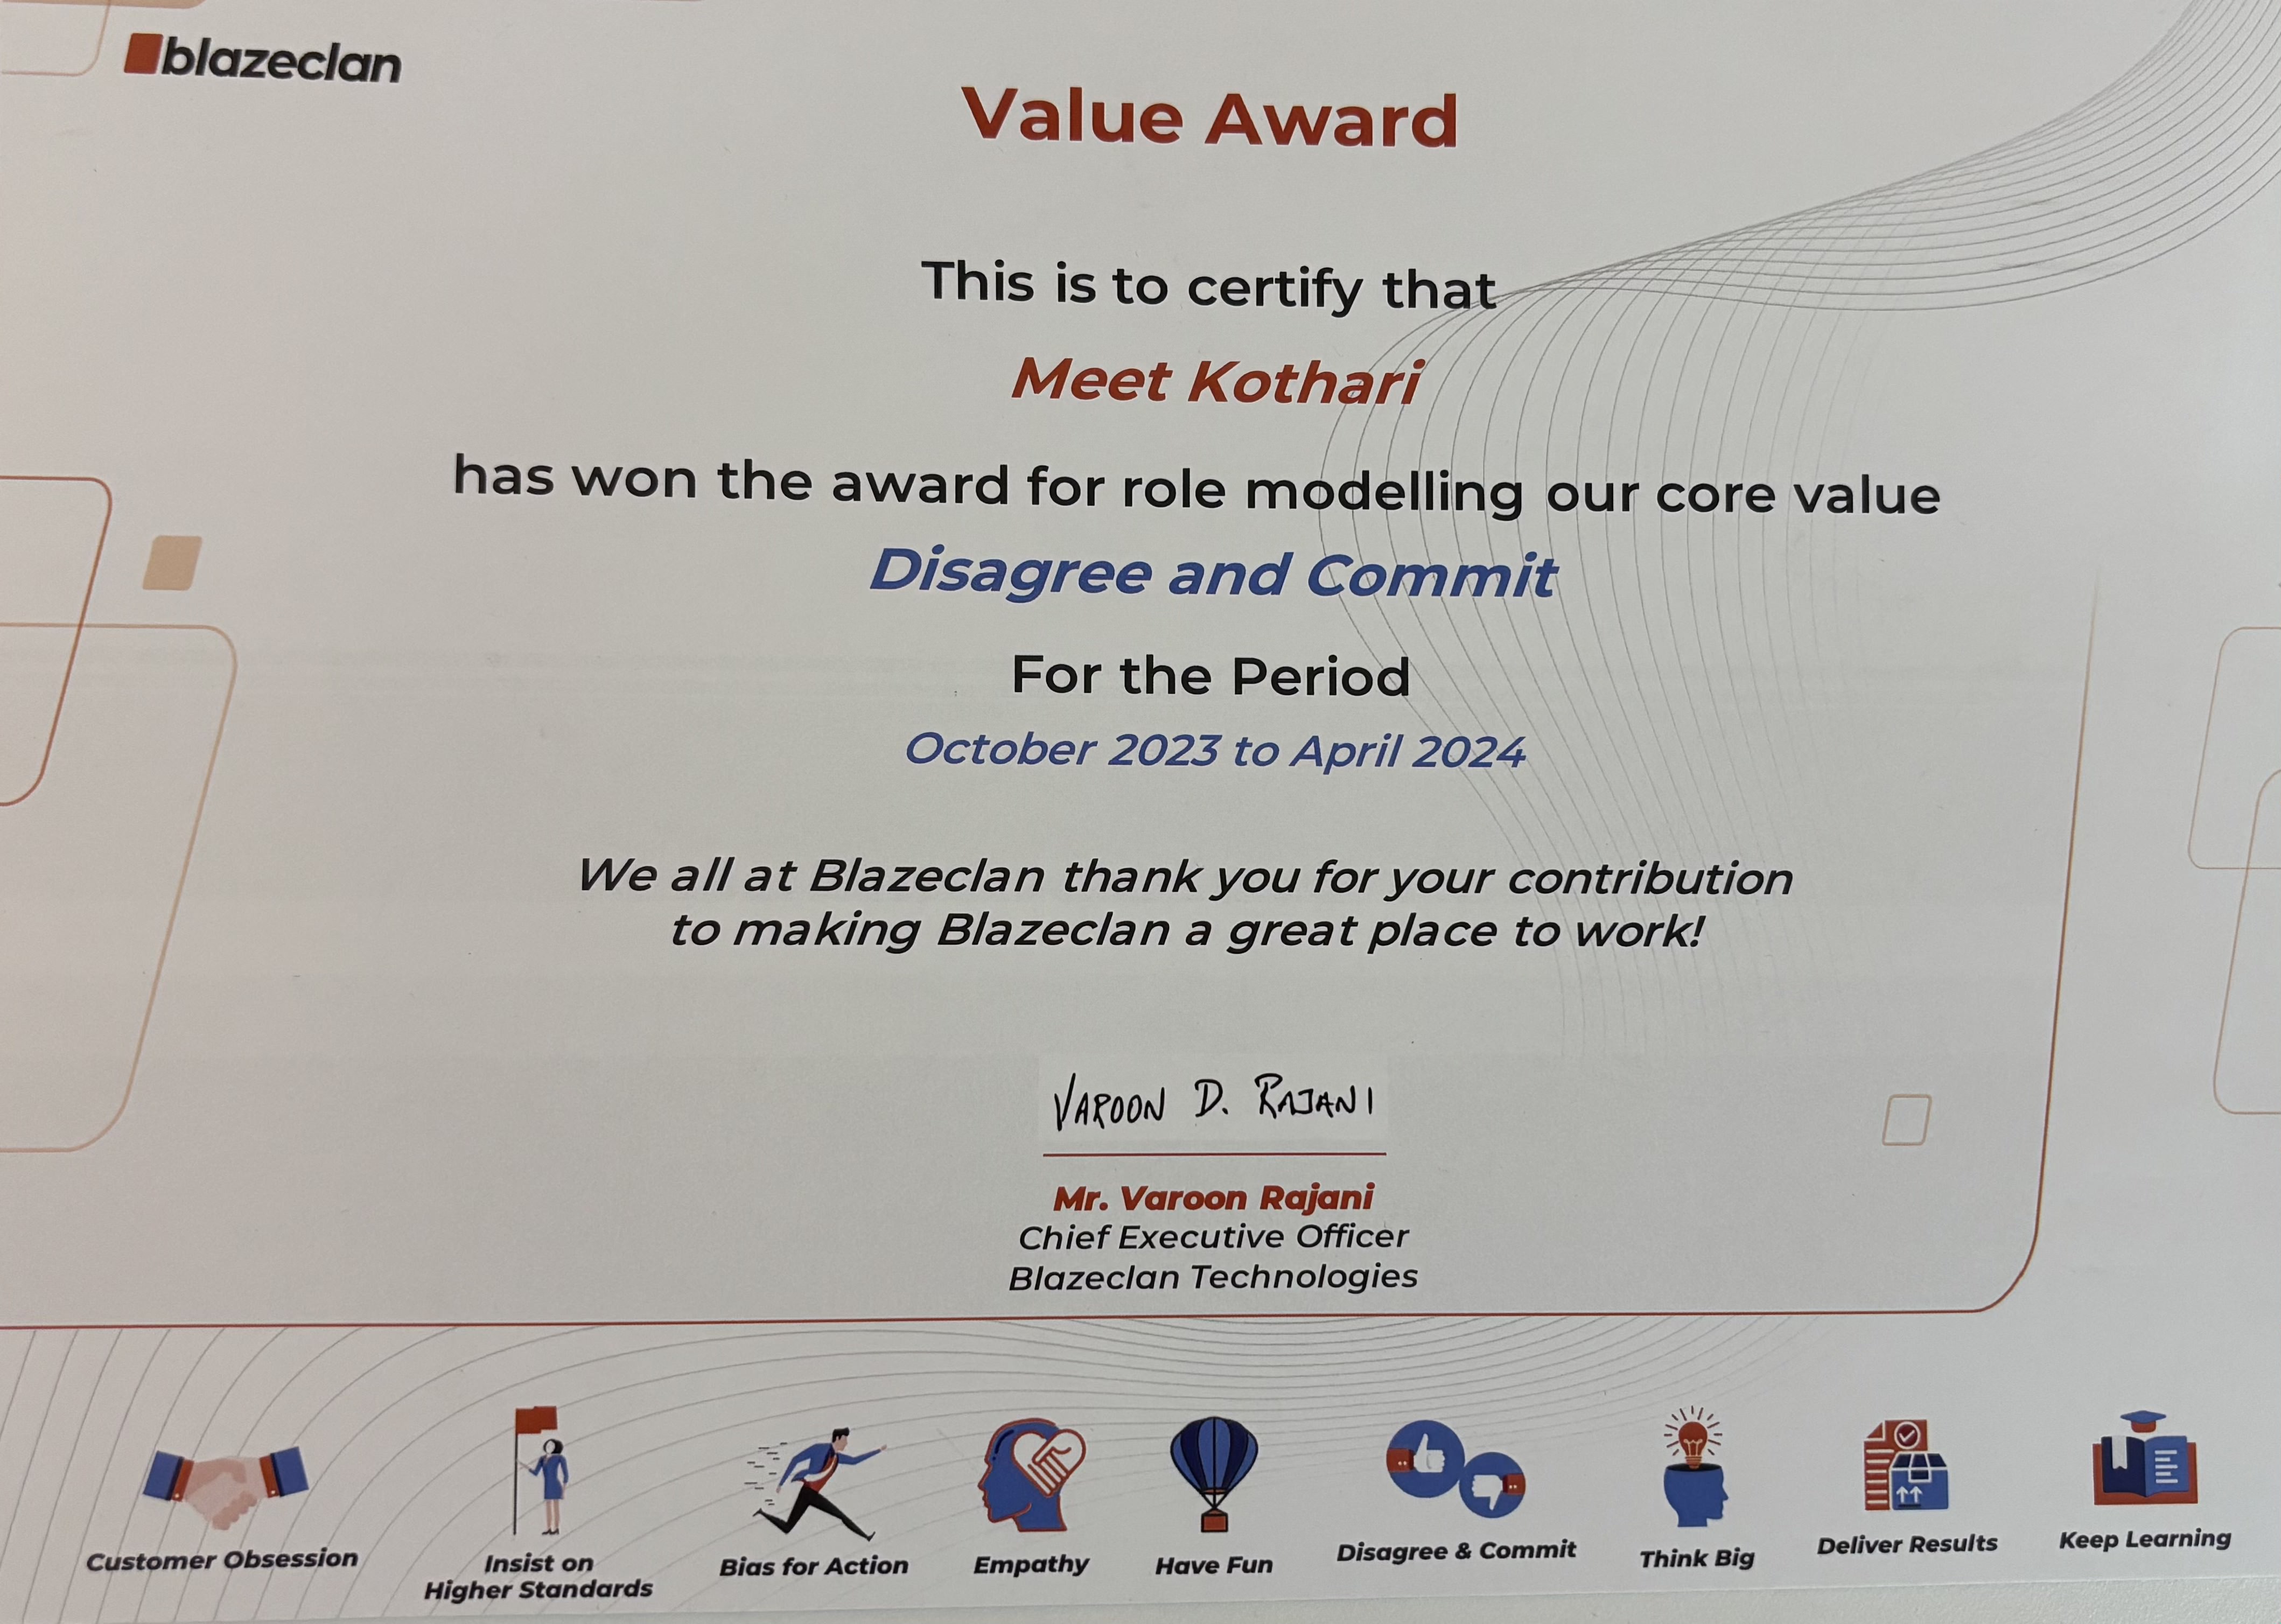 blazeclan
Value Award
This is to certify that
Meet Kothari
has won the award for role modelling our core value
Disagree and Commit
For the Period
October 2023 to April 2024
We all at Blazeclan thank you for your contribution
to making Blazeclan a great place to work!
VAROON D. RAJANI
Mr. Varoon Rajani
Chief Executive Officer
Blazeclan Technologies
Customer Obsession
Insist on
Higher Standards
Bias for Action
Empathy
Have Fun
Disagree & Commit
Think Big
Deliver Results
Keep Learning